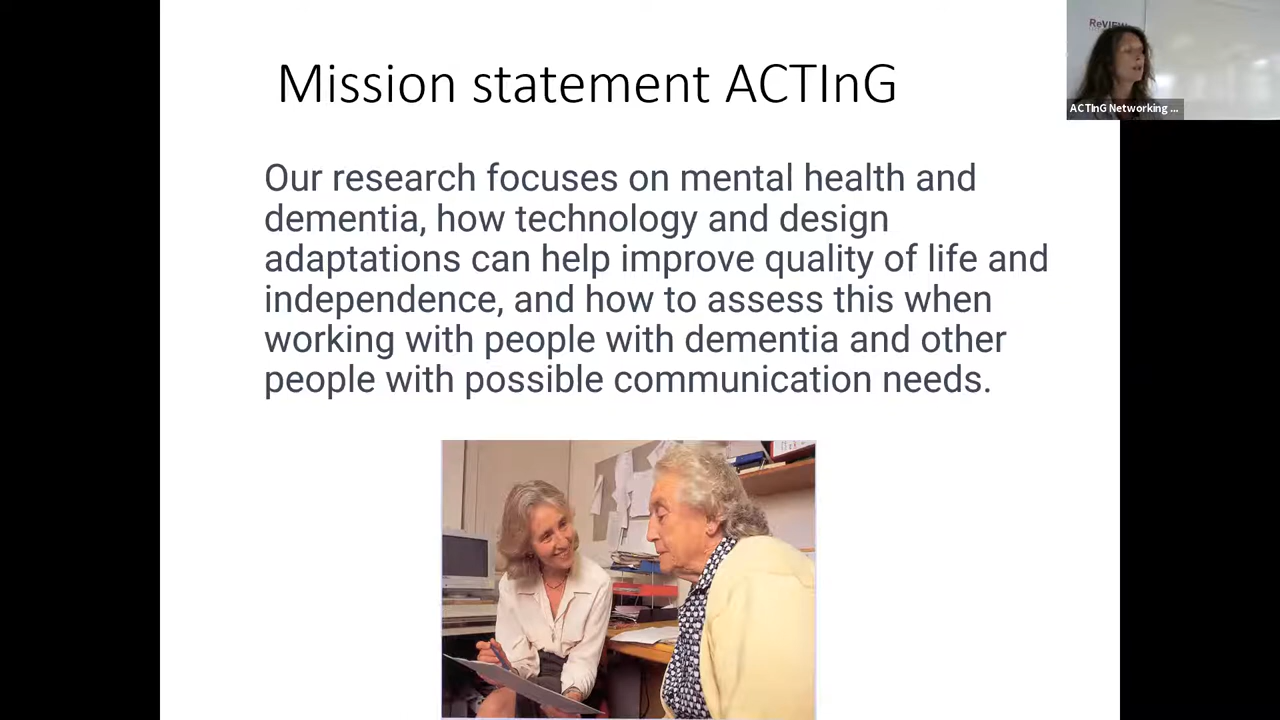 Mission statement ACTInG
Our research focuses on mental health and
dementia, how technology and design
adaptations can help improve quality of life and
independence, and how to assess this when
working with people with dementia and other
people with possible communication needs.
ReVIEW
ACTInG Networking ...